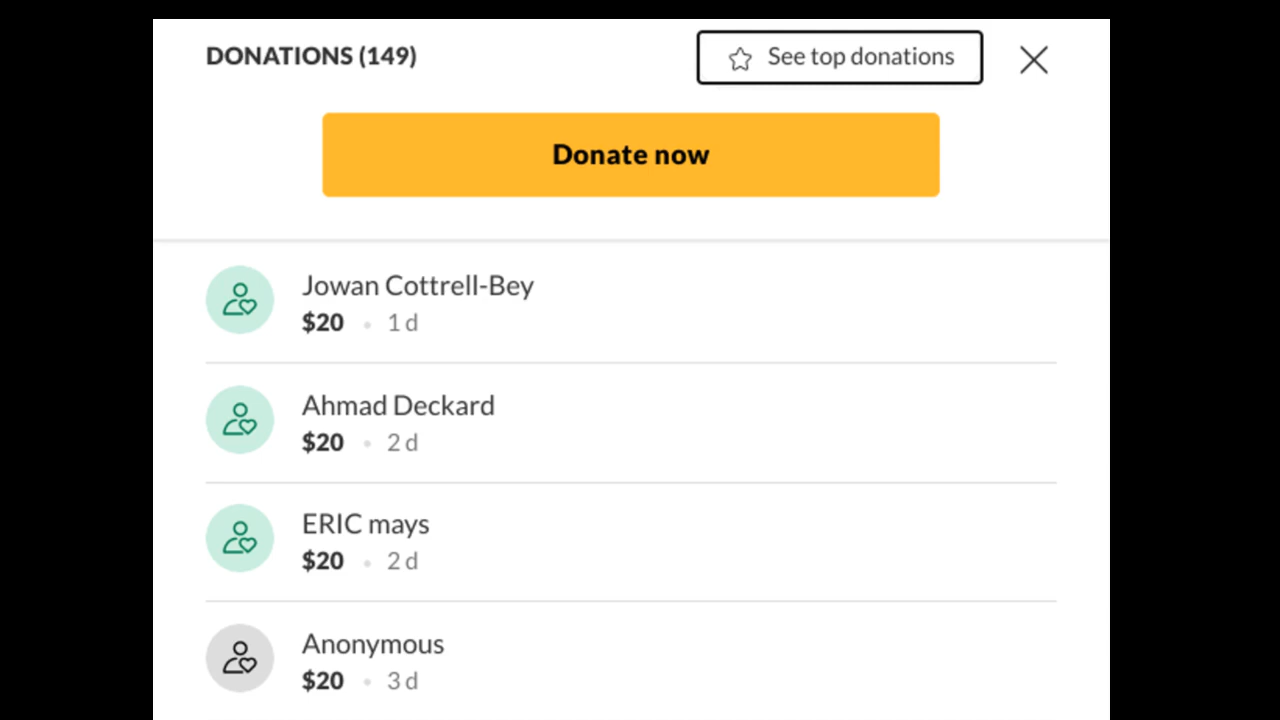 DONATIONS (149)
See top donations
Donate now
Jowan Cottrell-Bey
$20 • 1 d
Ahmad Deckard
$20 • 2 d
ERIC mays
$20 • 2 d
Anonymous
$20 • 3 d